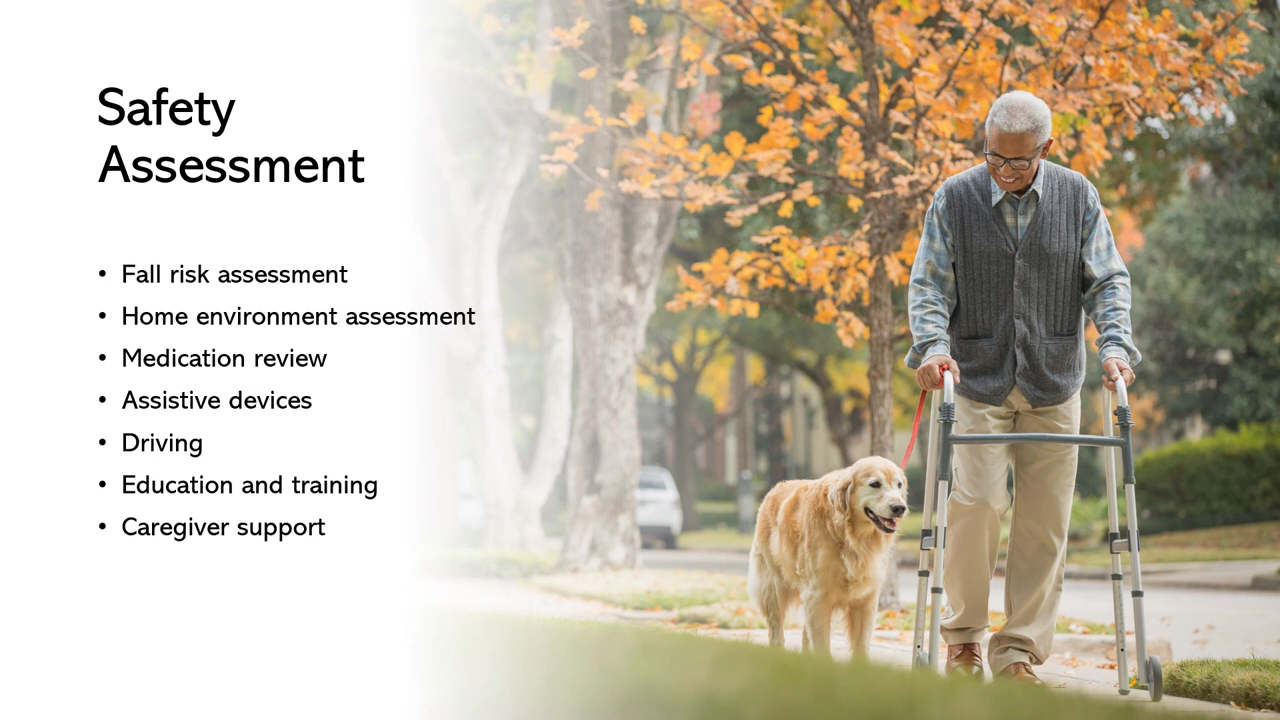 Safety
Assessment
• Fall risk assessment
• Home environment assessment
• Medication review
• Assistive devices
• Driving
• Education and training
• Caregiver support